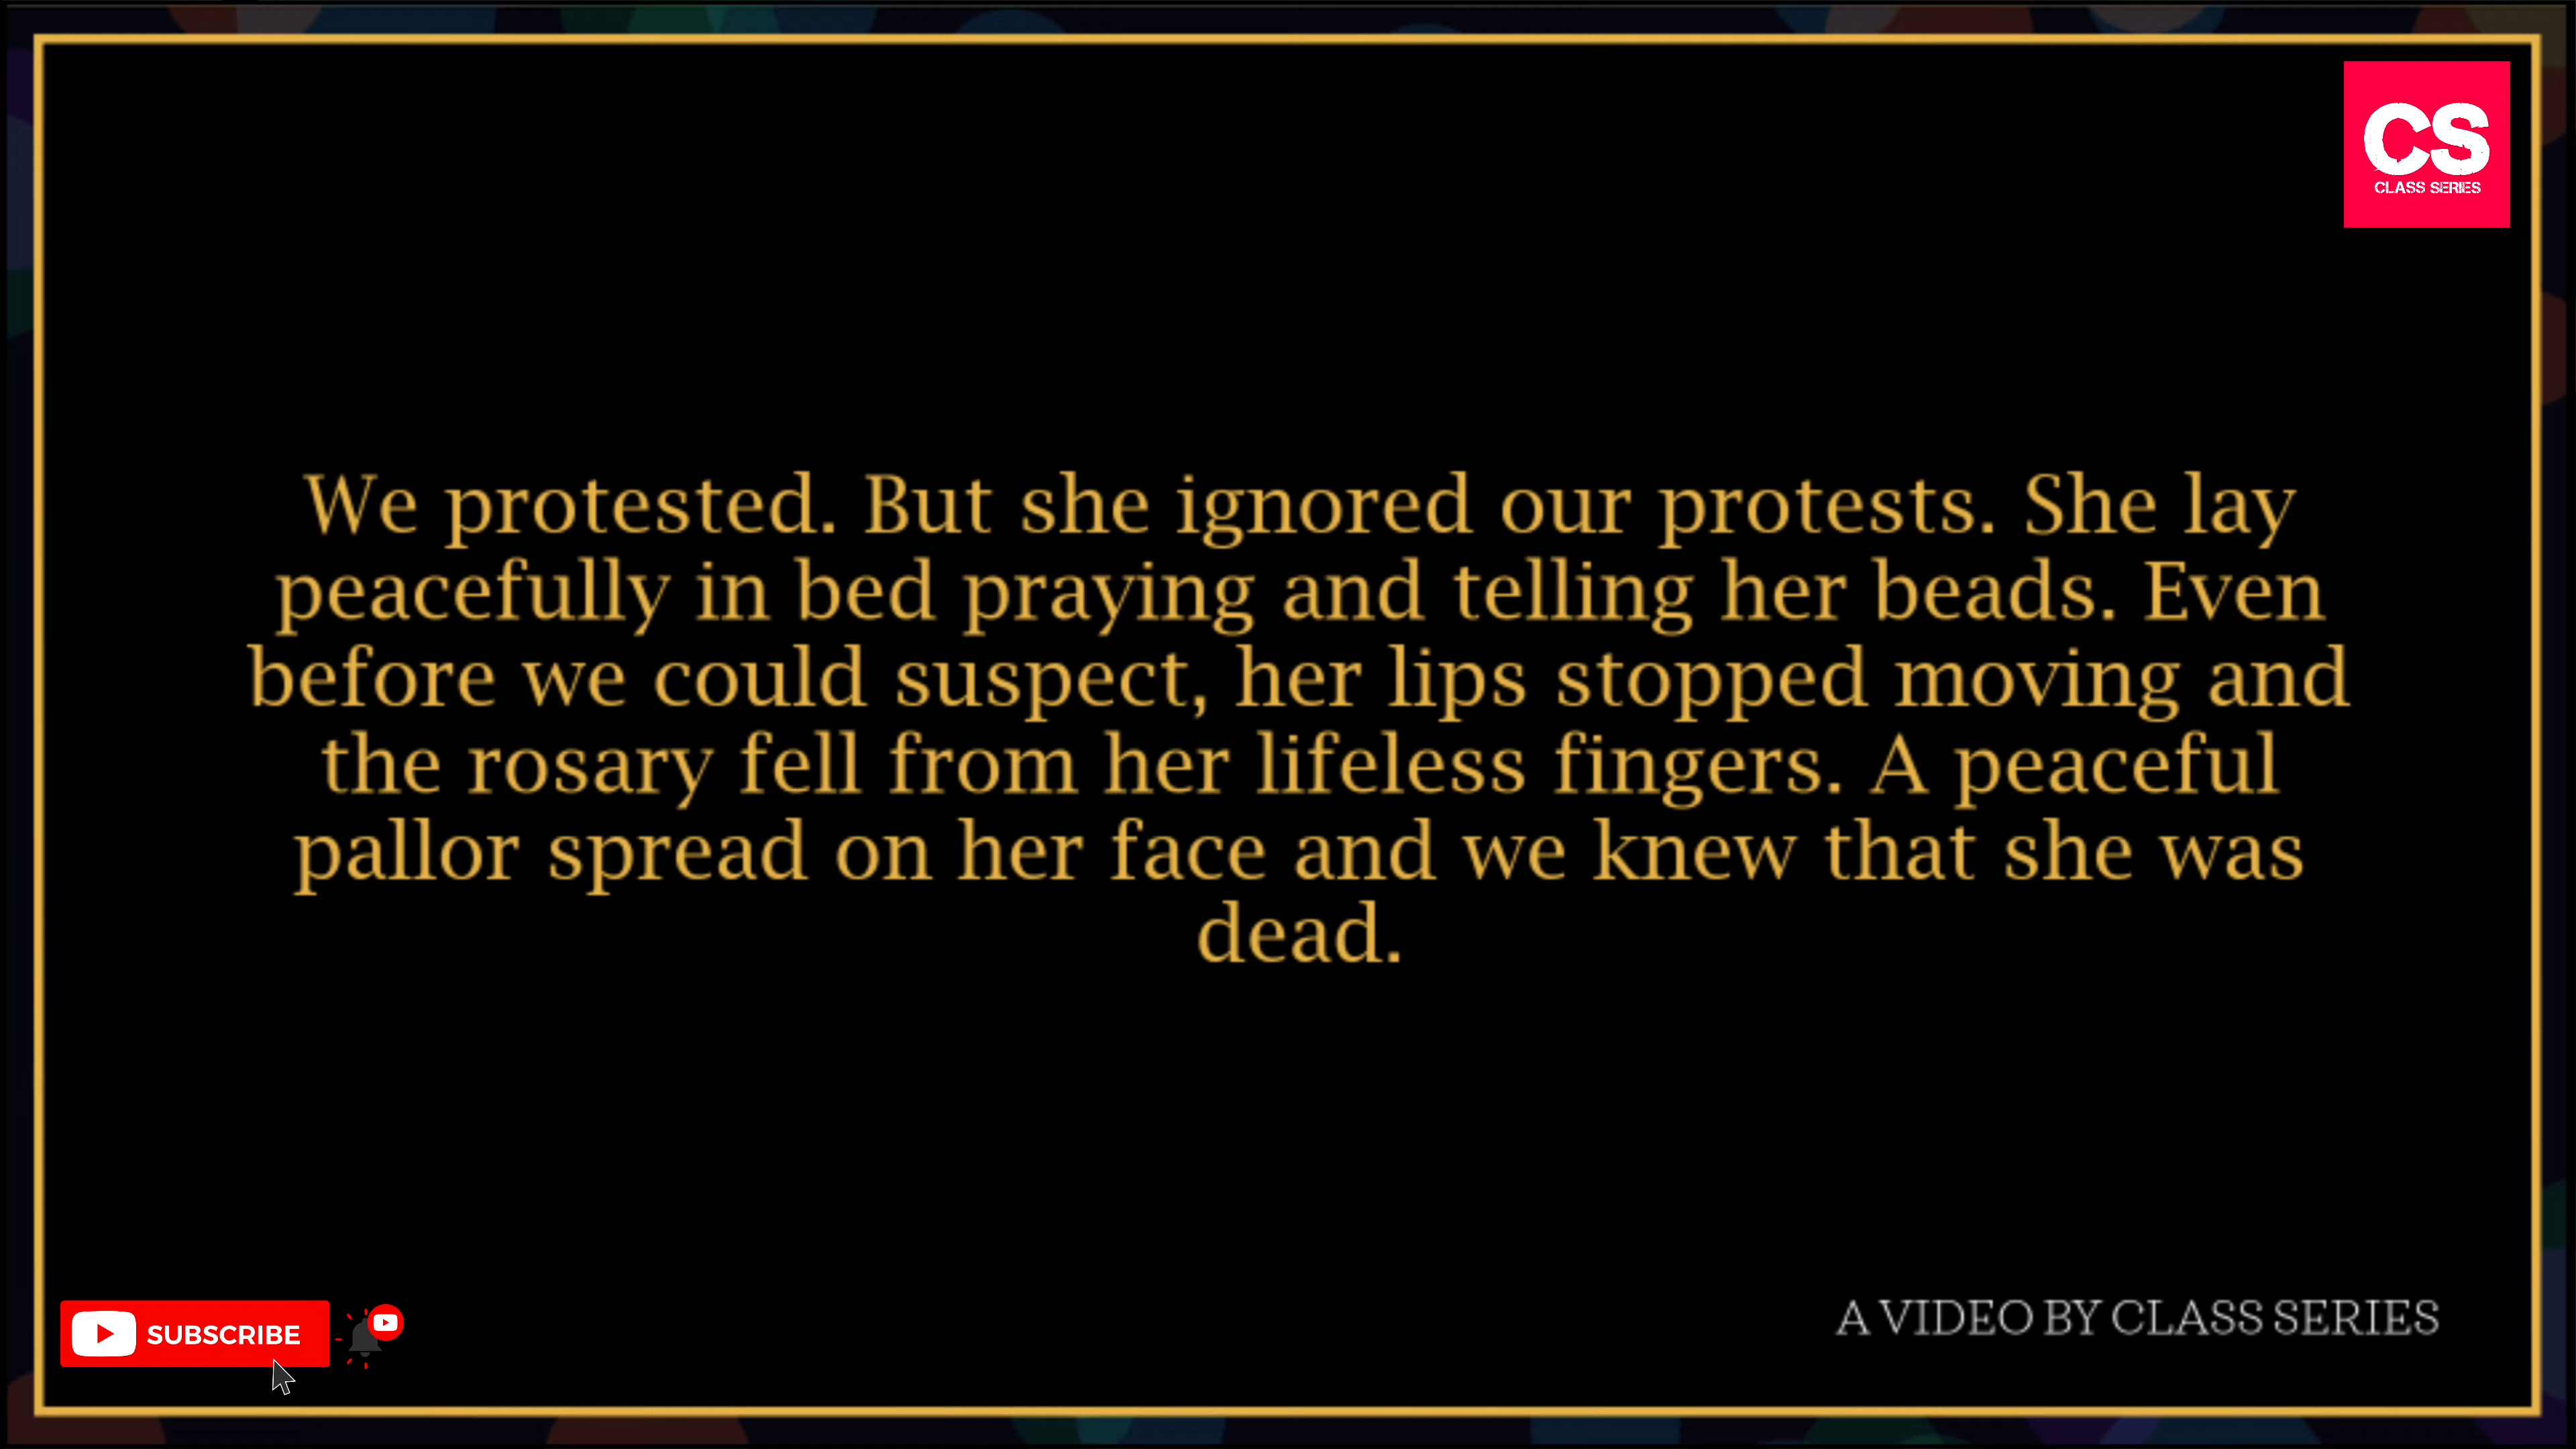 CS
CLASS SERIES
We protested. But she ignored our protests. She lay
peacefully in bed praying and telling her beads. Even
before we could suspect, her lips stopped moving and
the rosary fell from her lifeless fingers. A peaceful
pallor spread on her face and we knew that she was
dead.
SUBSCRIBE
A VIDEO BY CLASS SERIES